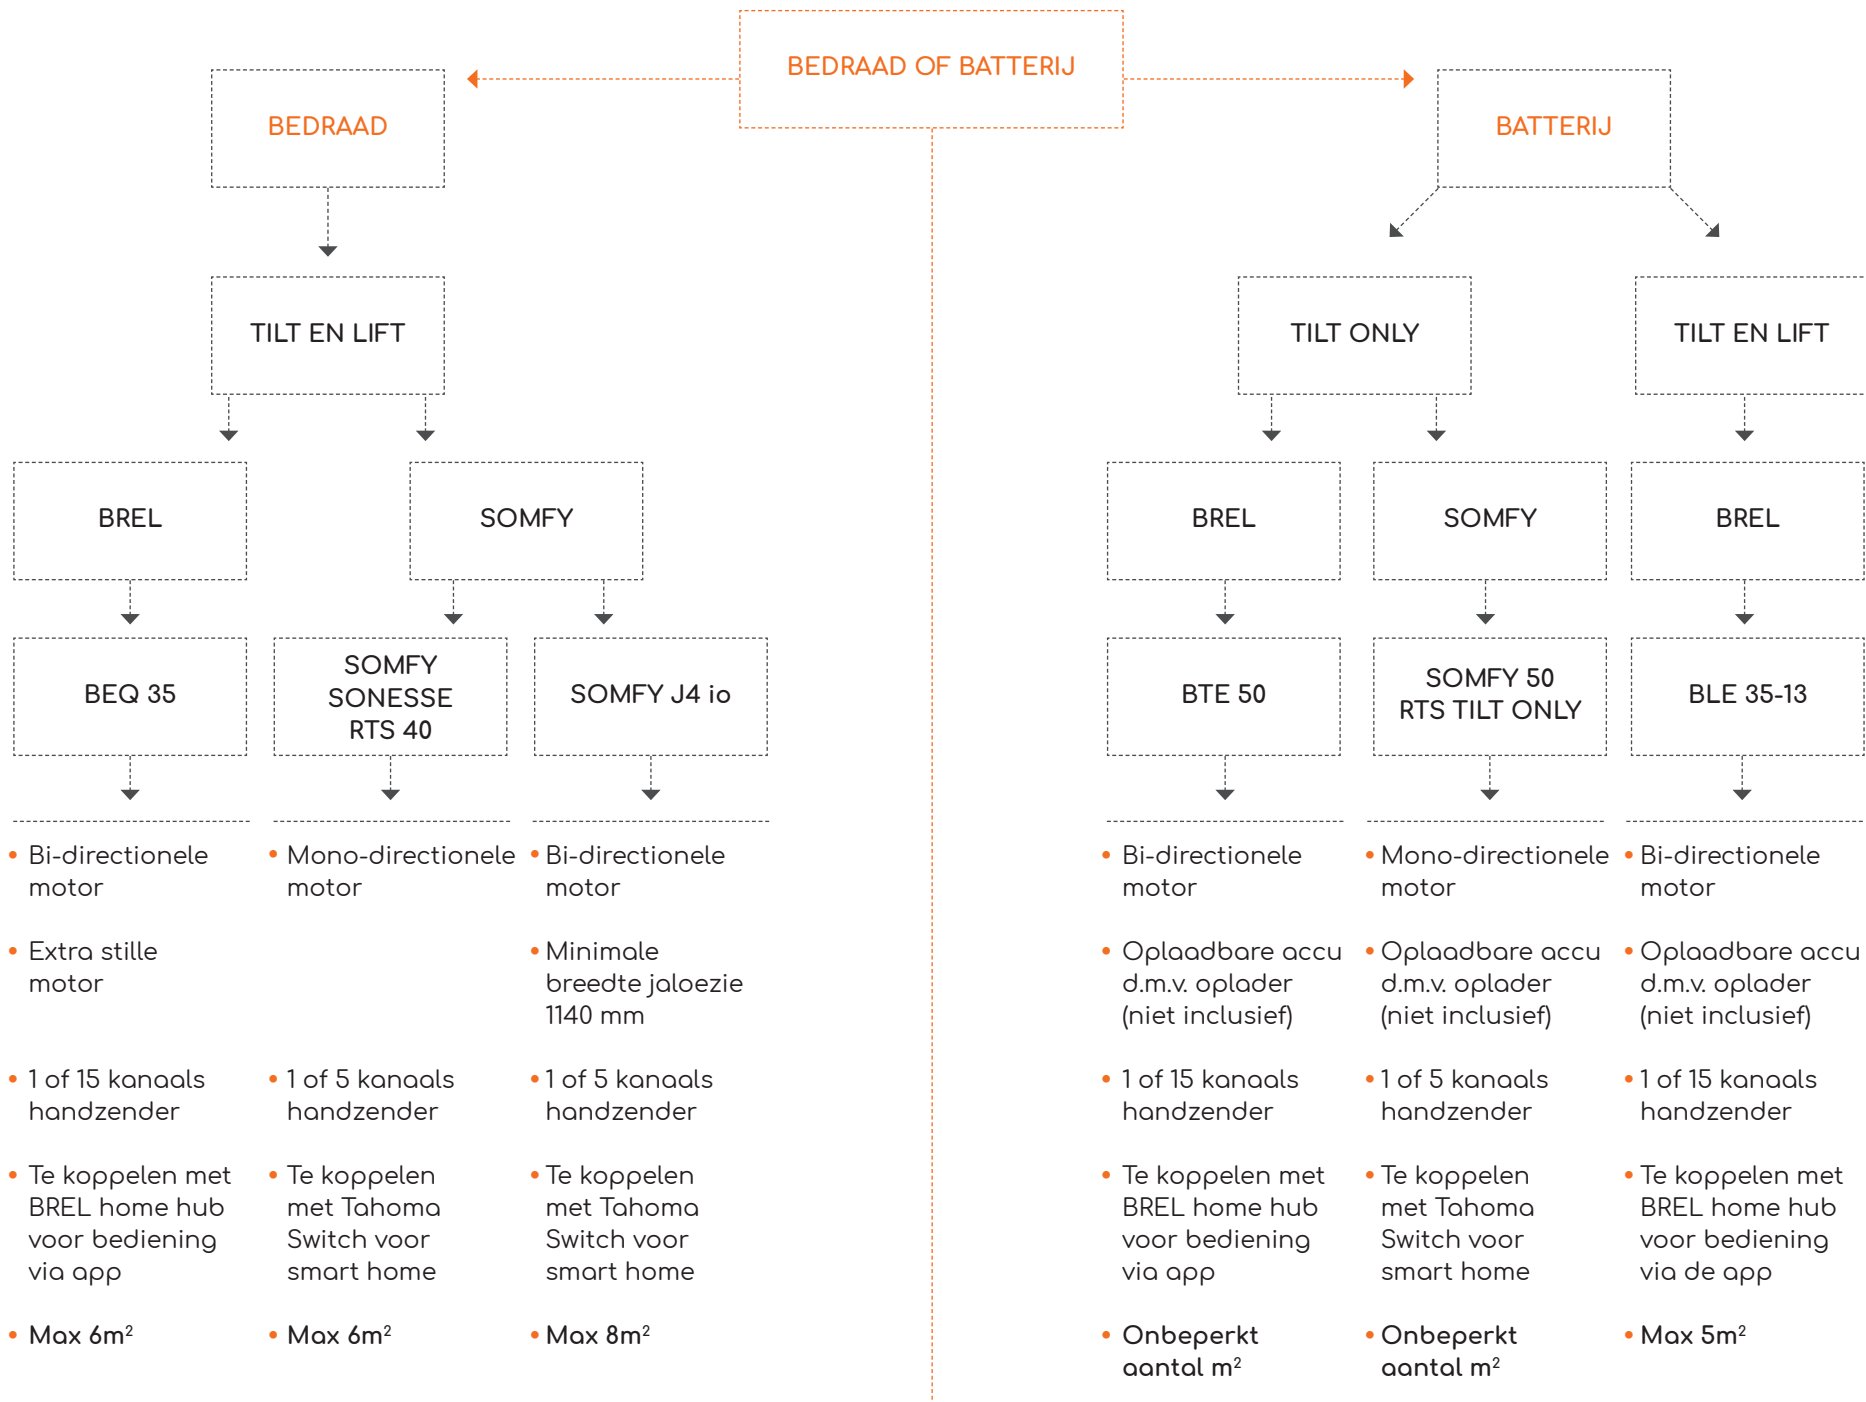 BEDRAAD OF BATTERIJ
BEDRAAD
BATTERIJ
TILT EN LIFT
TILT ONLY
TILT EN LIFT
BREL
SOMFY
BREL
SOMFY
BREL
BEQ 35
SOMFY
SONESSE
RTS 40
SOMFY J4 io
BTE 50
SOMFY 50
RTS TILT ONLY
BLE 35-13
• Bi-directionele
motor
• Extra stille
motor
• 1 of 15 kanaals
handzender
• Te koppelen met
BREL home hub
voor bediening
via app
• Max 6m²
• Mono-directionele
motor
• 1 of 5 kanaals
handzender
• Te koppelen
met Tahoma
Switch voor
smart home
• Max 6m²
• Bi-directionele
motor
• Minimale
breedte jaloezie
1140 mm
• 1 of 5 kanaals
handzender
• Te koppelen
met Tahoma
Switch voor
smart home
• Max 8m²
• Bi-directionele
motor
• Oplaadbare accu
d.m.v. oplader
(niet inclusief)
• 1 of 15 kanaals
handzender
• Te koppelen met
BREL home hub
voor bediening
via app
• Onbeperkt
aantal m²
• Mono-directionele
motor
• Oplaadbare accu
d.m.v. oplader
(niet inclusief)
• 1 of 5 kanaals
handzender
• Te koppelen
met Tahoma
Switch voor
smart home
• Onbeperkt
aantal m²
• Bi-directionele
motor
• Oplaadbare accu
d.m.v. oplader
(niet inclusief)
• 1 of 15 kanaals
handzender
• Te koppelen met
BREL home hub
voor bediening
via de app
• Max 5m²